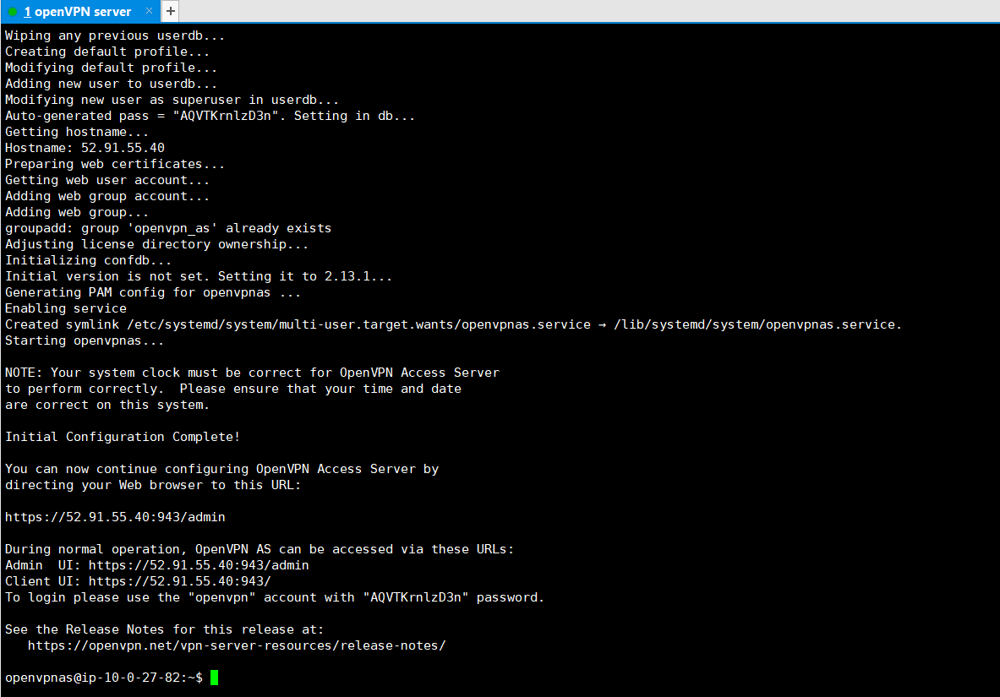 1 openVPN server × +
Wiping any previous userdb...
Creating default profile...
Modifying default profile...
Adding new user to userdb...
Modifying new user as superuser in userdb...
Auto-generated pass = "AQVTKrnlzD3n". Setting in db...
Getting hostname...
Hostname: 52.91.55.40
Preparing web certificates...
Getting web user account...
Adding web group account...
Adding web group...
groupadd: group 'openvpn_as' already exists
Adjusting license directory ownership...
Initializing confdb...
Initial version is not set. Setting it to 2.13.1...
Generating PAM config for openvpnas ...
Enabling service
Created symlink /etc/systemd/system/multi-user.target.wants/openvpnas.service → /lib/systemd/system/openvpnas.service.
Starting openvpnas...

NOTE: Your system clock must be correct for OpenVPN Access Server
to perform correctly.  Please ensure that your time and date
are correct on this system.

Initial Configuration Complete!

You can now continue configuring OpenVPN Access Server by
directing your Web browser to this URL:

https://52.91.55.40:943/admin

During normal operation, OpenVPN AS can be accessed via these URLs:
Admin  UI: https://52.91.55.40:943/admin
Client UI: https://52.91.55.40:943/
To login please use the "openvpn" account with "AQVTKrnlzD3n" password.

See the Release Notes for this release at:
   https://openvpn.net/vpn-server-resources/release-notes/

openvpnas@ip-10-0-27-82:~$